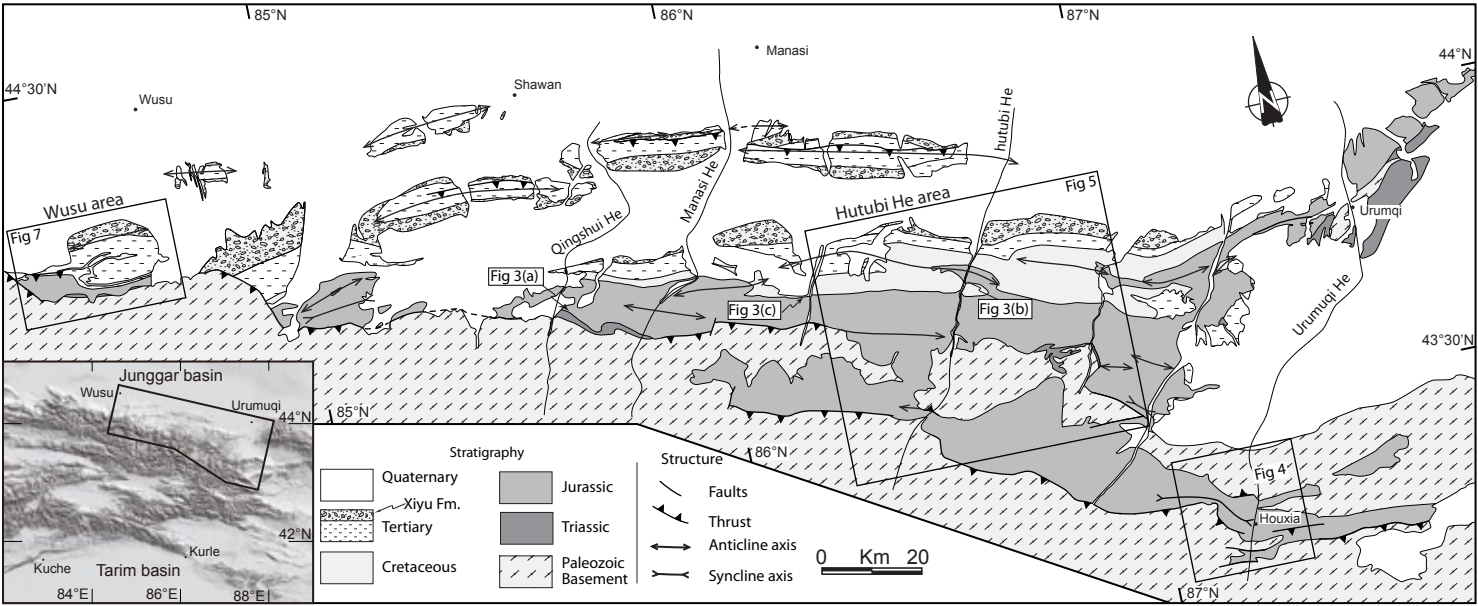 85°N
86°N
87°N
44°N
44°30'N
Wusu
Shawan
Manasi
hutubi He
Wusu area
Fig 7
Qingshui He
Manasi He
Hutubi He area
Fig 5
Urumqi
Fig 3(a)
Fig 3(c)
Fig 3(b)
Urumuqi He
43°30'N
Junggar basin
Wusu
Urumuqi
44°N
42°N
Kurle
Kuche
Tarim basin
84°E
86°E
88°E
85°N
86°N
87°N
Fig 4
Houxia
Stratigraphy
Quaternary
Xiyu Fm.
Tertiary
Cretaceous
Jurassic
Triassic
Paleozoic
Basement
Structure
Faults
Thrust
Anticline axis
Syncline axis
0 Km 20
N